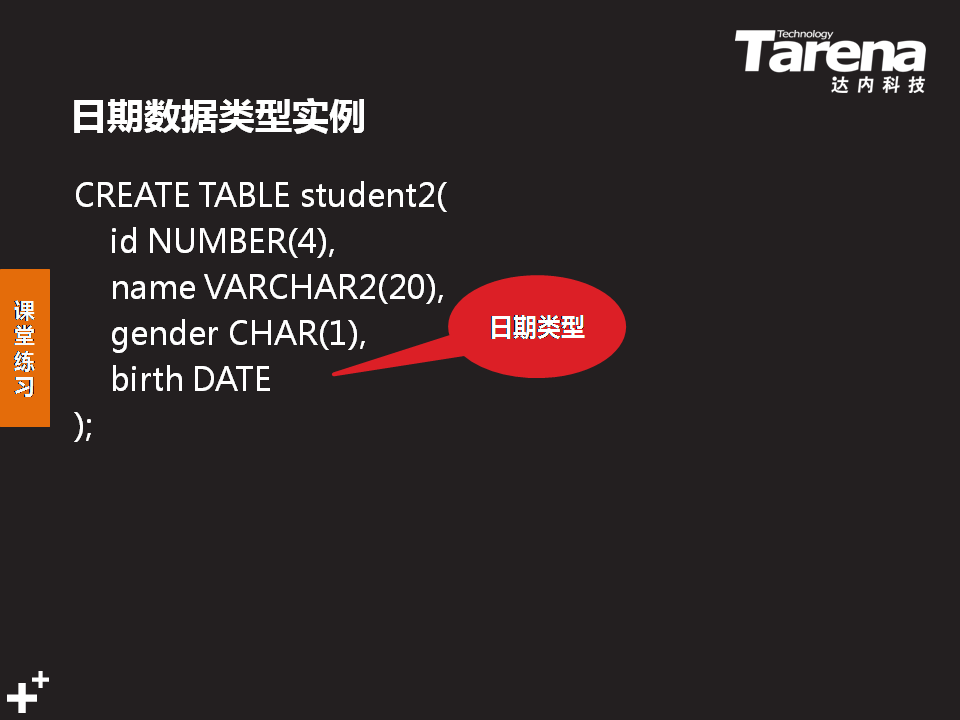 Technology
Tarena
达内科技
日期数据类型实例
CREATE TABLE student2(
id NUMBER(4),
name VARCHAR2(20),
gender CHAR(1),
birth DATE
);
日期类型
课堂练习